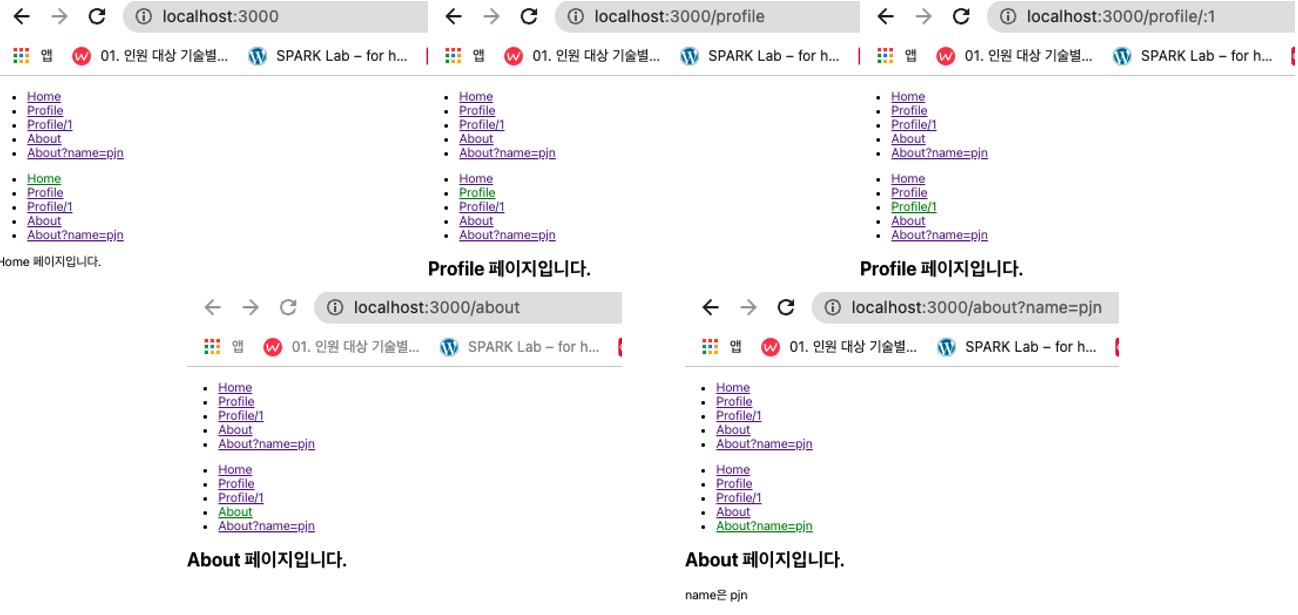 localhost:3000
앱 01. 인원 대상 기술별... SPARK Lab – for h...
Home
Profile
Profile/1
About
About?name=pjn
Home
Profile
Profile/1
About
About?name=pjn
Home 페이지입니다.
localhost:3000/profile
앱 01. 인원 대상 기술별... SPARK Lab – for h...
Home
Profile
Profile/1
About
About?name=pjn
Home
Profile
Profile/1
About
About?name=pjn
Profile 페이지입니다.
localhost:3000/profile/:1
앱 01. 인원 대상 기술별... SPARK Lab – for h...
Home
Profile
Profile/1
About
About?name=pjn
Home
Profile
Profile/1
About
About?name=pjn
Profile 페이지입니다.
localhost:3000/about
앱 01. 인원 대상 기술별... SPARK Lab – for h...
Home
Profile
Profile/1
About
About?name=pjn
Home
Profile
Profile/1
About
About?name=pjn
About 페이지입니다.
localhost:3000/about?name=pjn
앱 01. 인원 대상 기술별... SPARK Lab – for h...
Home
Profile
Profile/1
About
About?name=pjn
Home
Profile
Profile/1
About
About?name=pjn
About 페이지입니다.
name은 pjn